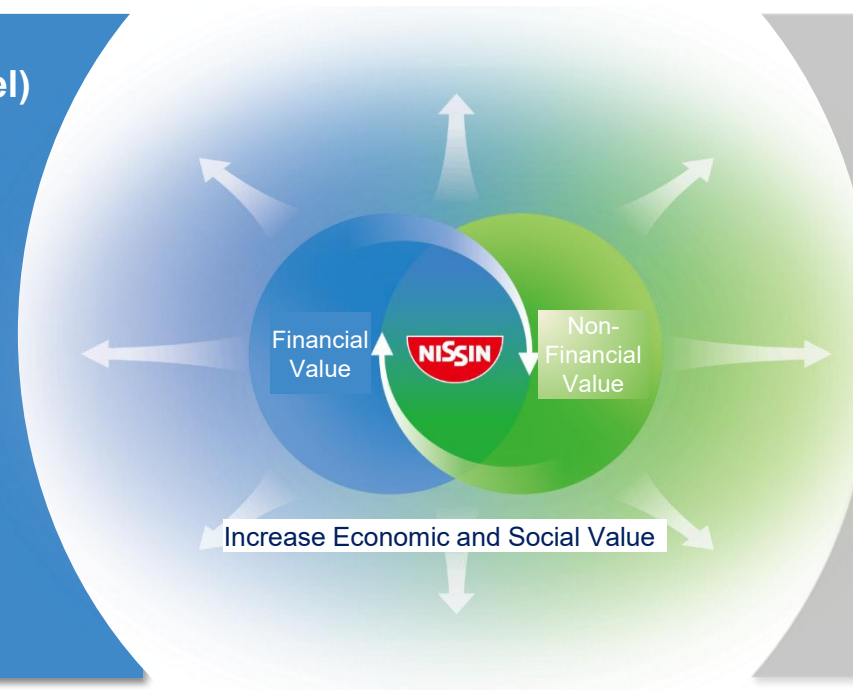 el)
Financial
Value
NISSIN
Non-
Financial
Value
Increase Economic and Social Value